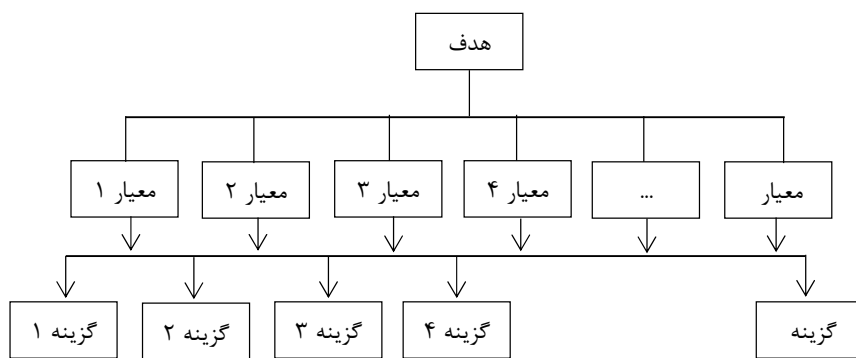 هدف
معیار ۱
معیار ۲
معیار ۳
معیار ۴
...
معیار
گزینه ۱
گزینه ۲
گزینه ۳
گزینه ۴
گزینه